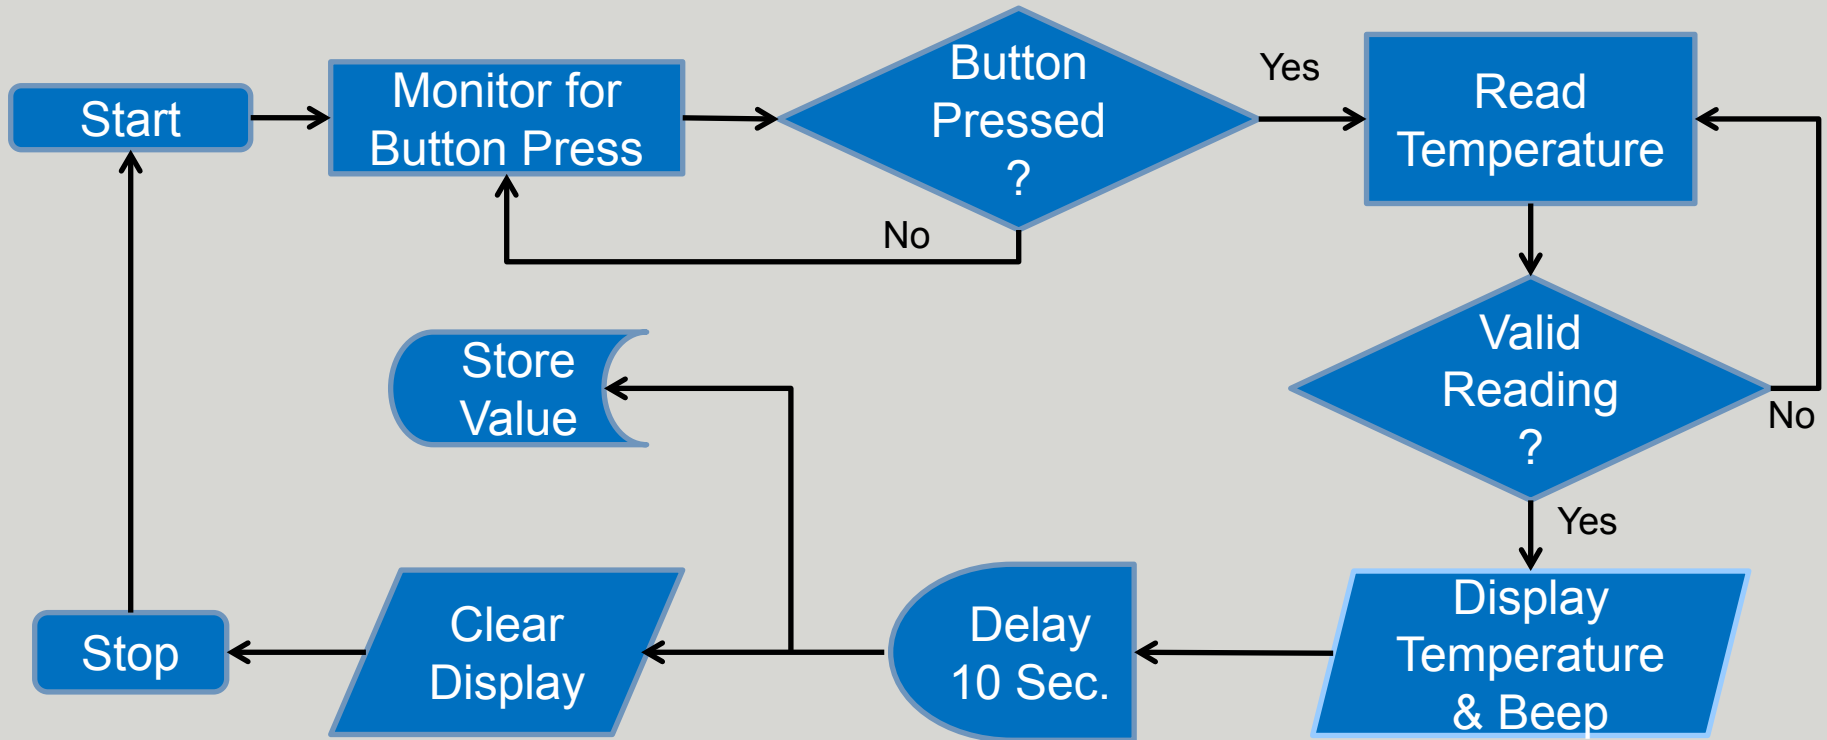 Start
Monitor for
Button Press
Button
Pressed
?
Yes
Read
Temperature
No
Valid
Reading
?
No
Yes
Store
Value
Display
Temperature
& Beep
Delay
10 Sec.
Clear
Display
Stop